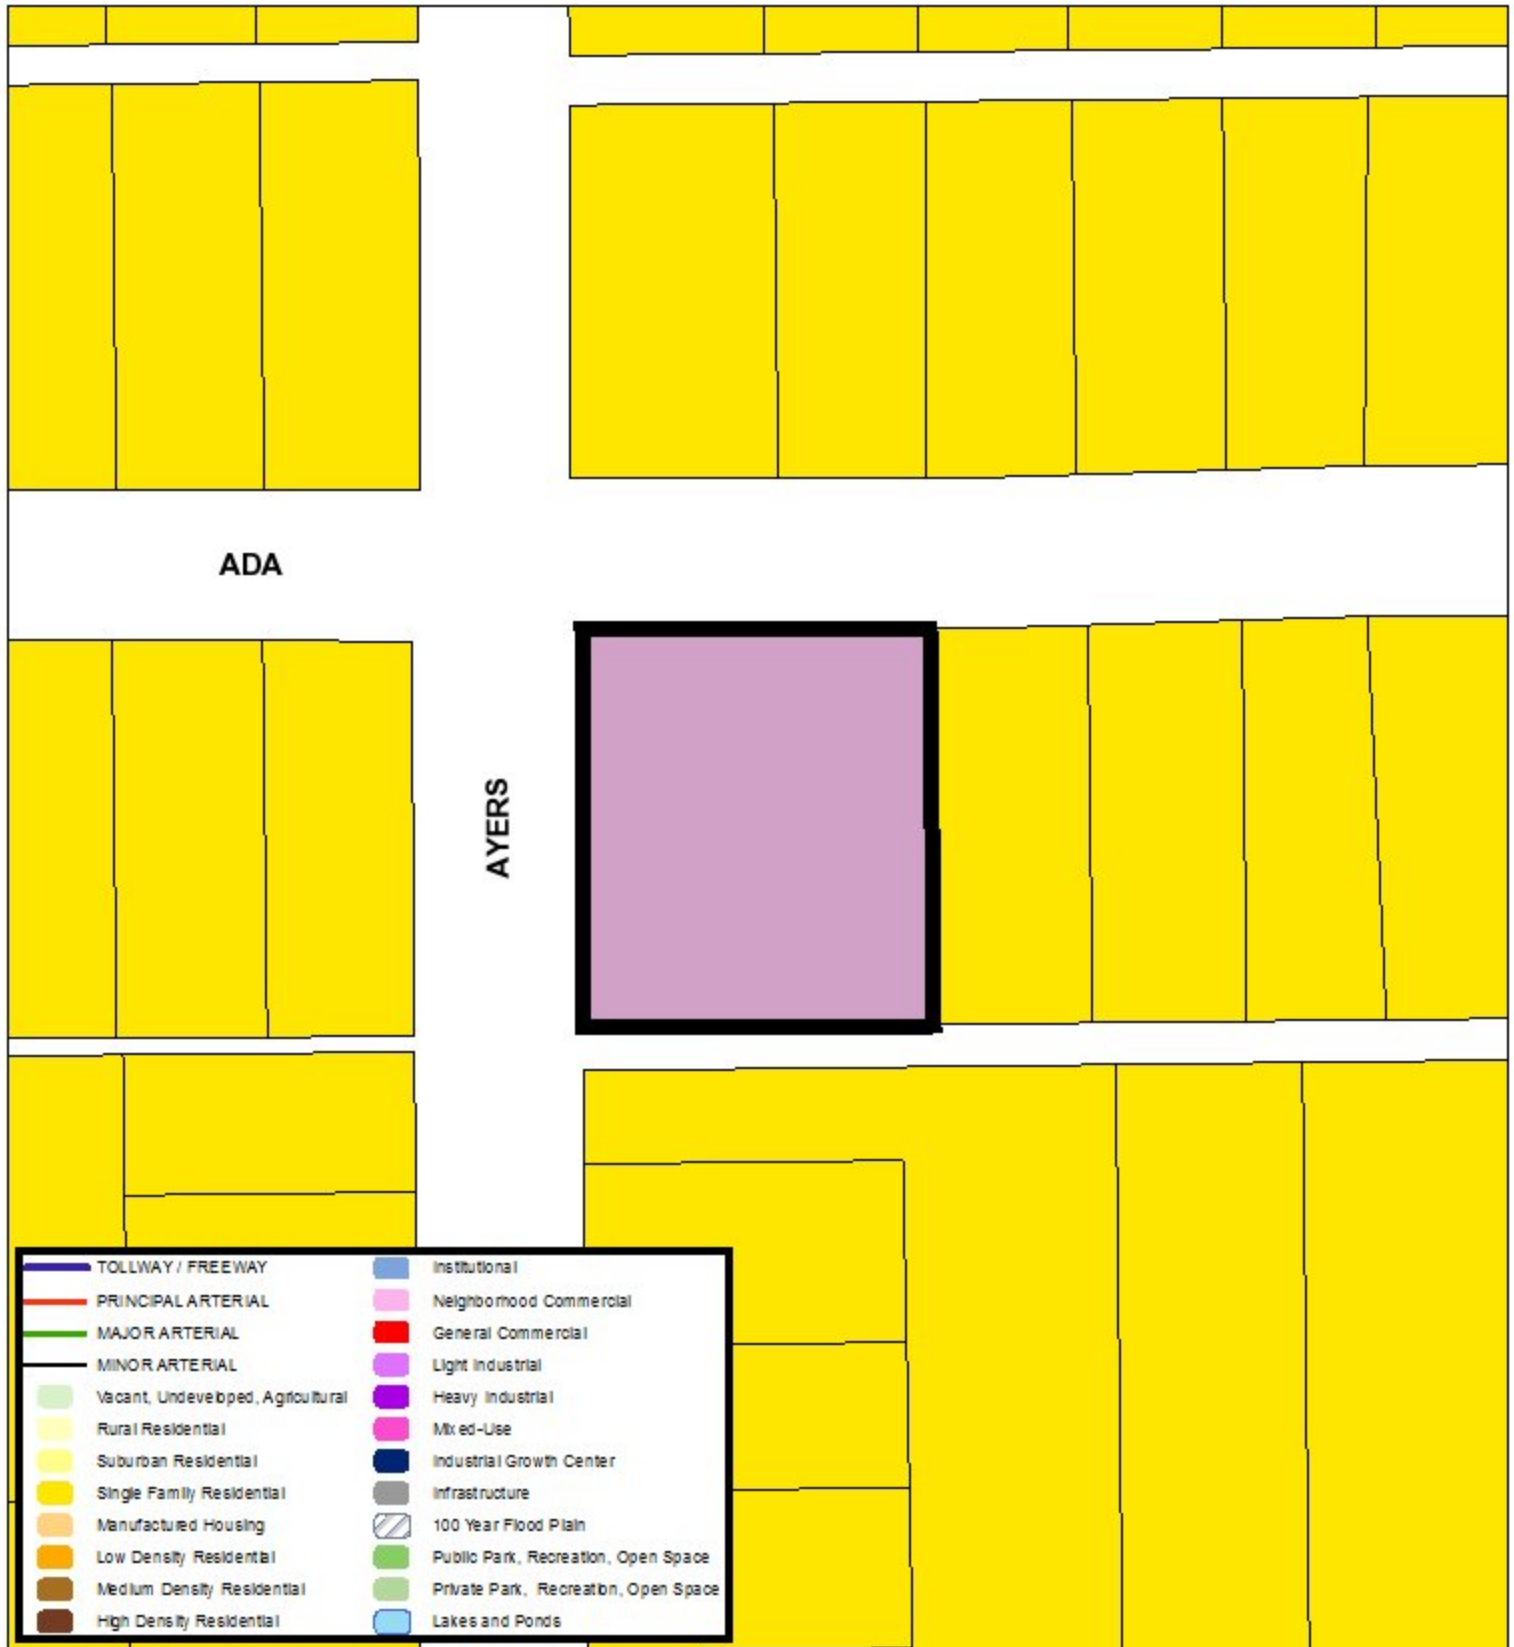 ADA
AYERS
TOLLWAY / FREEWAY
PRINCIPAL ARTERIAL
MAJOR ARTERIAL
MINOR ARTERIAL
Vacant, Undeveloped, Agricultural
Rural Residential
Suburban Residential
Single Family Residential
Manufactured Housing
Low Density Residential
Medium Density Residential
High Density Residential
Institutional
Neighborhood Commercial
General Commercial
Light Industrial
Heavy Industrial
Mixed-Use
Industrial Growth Center
Infrastructure
100 Year Flood Plain
Public Park, Recreation, Open Space
Private Park, Recreation, Open Space
Lakes and Ponds